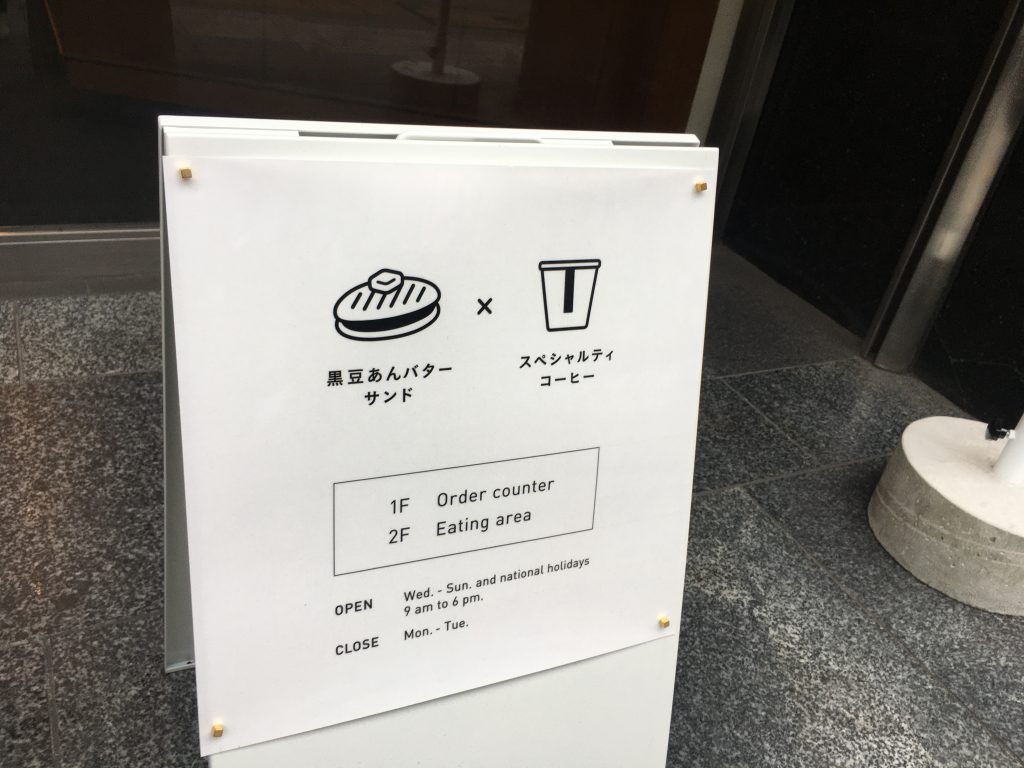 黒豆あんバター
サンド
×
スペシャルティ
コーヒー
1F Order counter
2F Eating area
OPEN Wed. - Sun. and national holidays
9 am to 6 pm.
CLOSE Mon. - Tue.